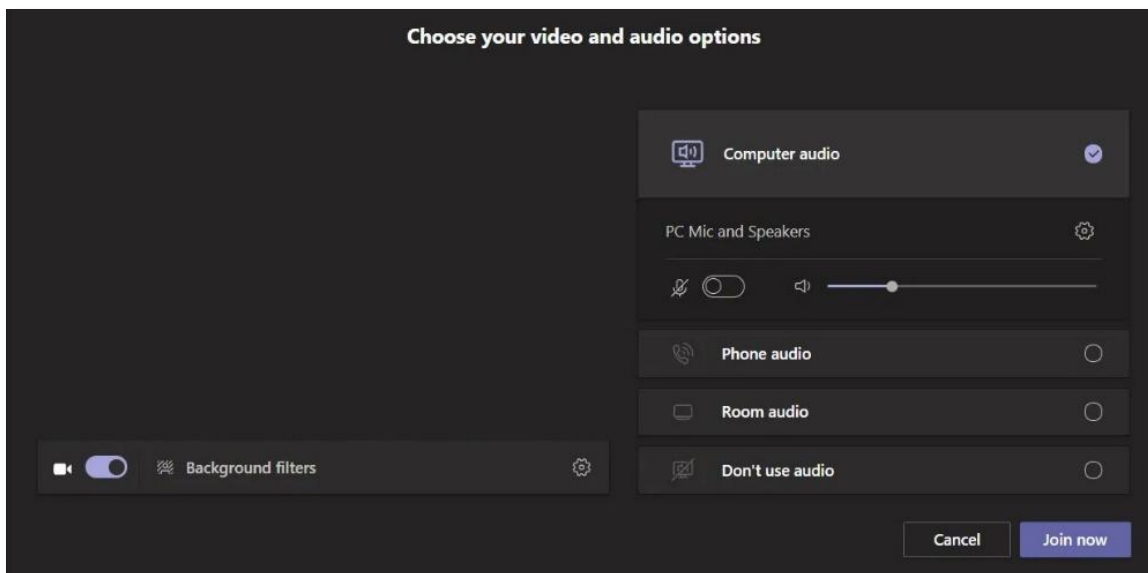 Choose your video and audio options
Computer audio
PC Mic and Speakers
Phone audio
Room audio
Background filters
Don't use audio
Cancel
Join now